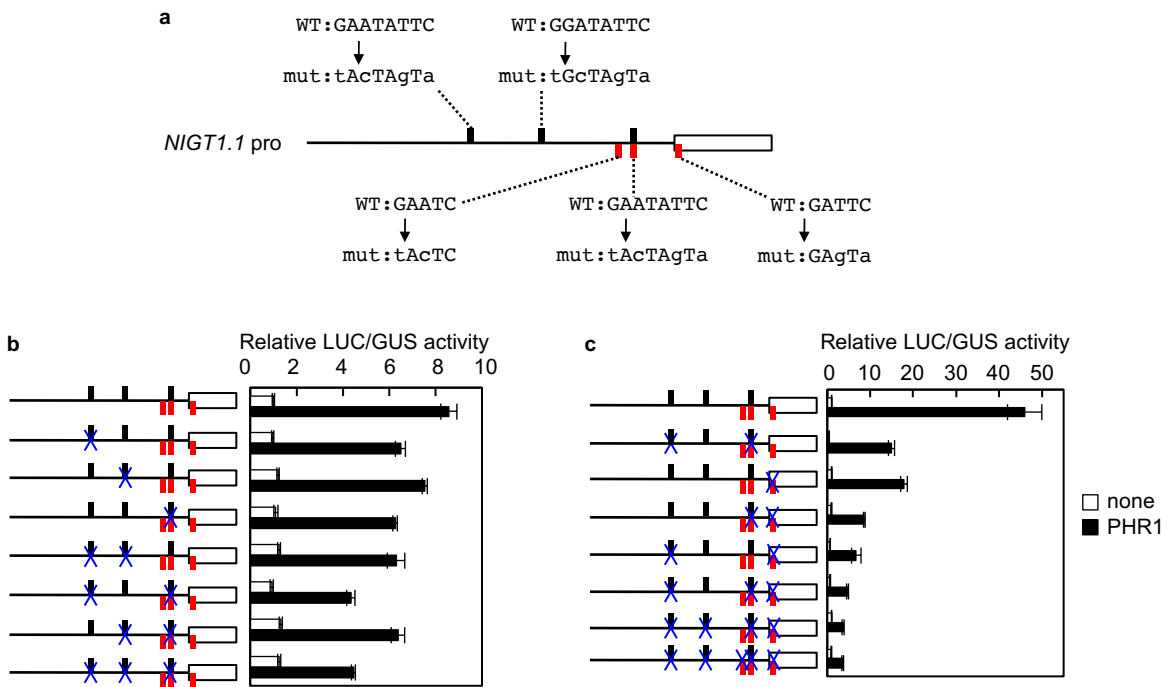 a
WT:GAATATTC
WT:GGATATTC
mut:tAcTAgTa
mut:tGcTAgTa
NIGT1.1 pro
WT:GAATC
WT:GAATATTC
WT:GATTC
mut:tAcTC
mut:tAcTAgTa
mut:GAgTa
b
Relative LUC/GUS activity
0 2 4 6 8 10
c
Relative LUC/GUS activity
0 10 20 30 40 50
none
PHR1